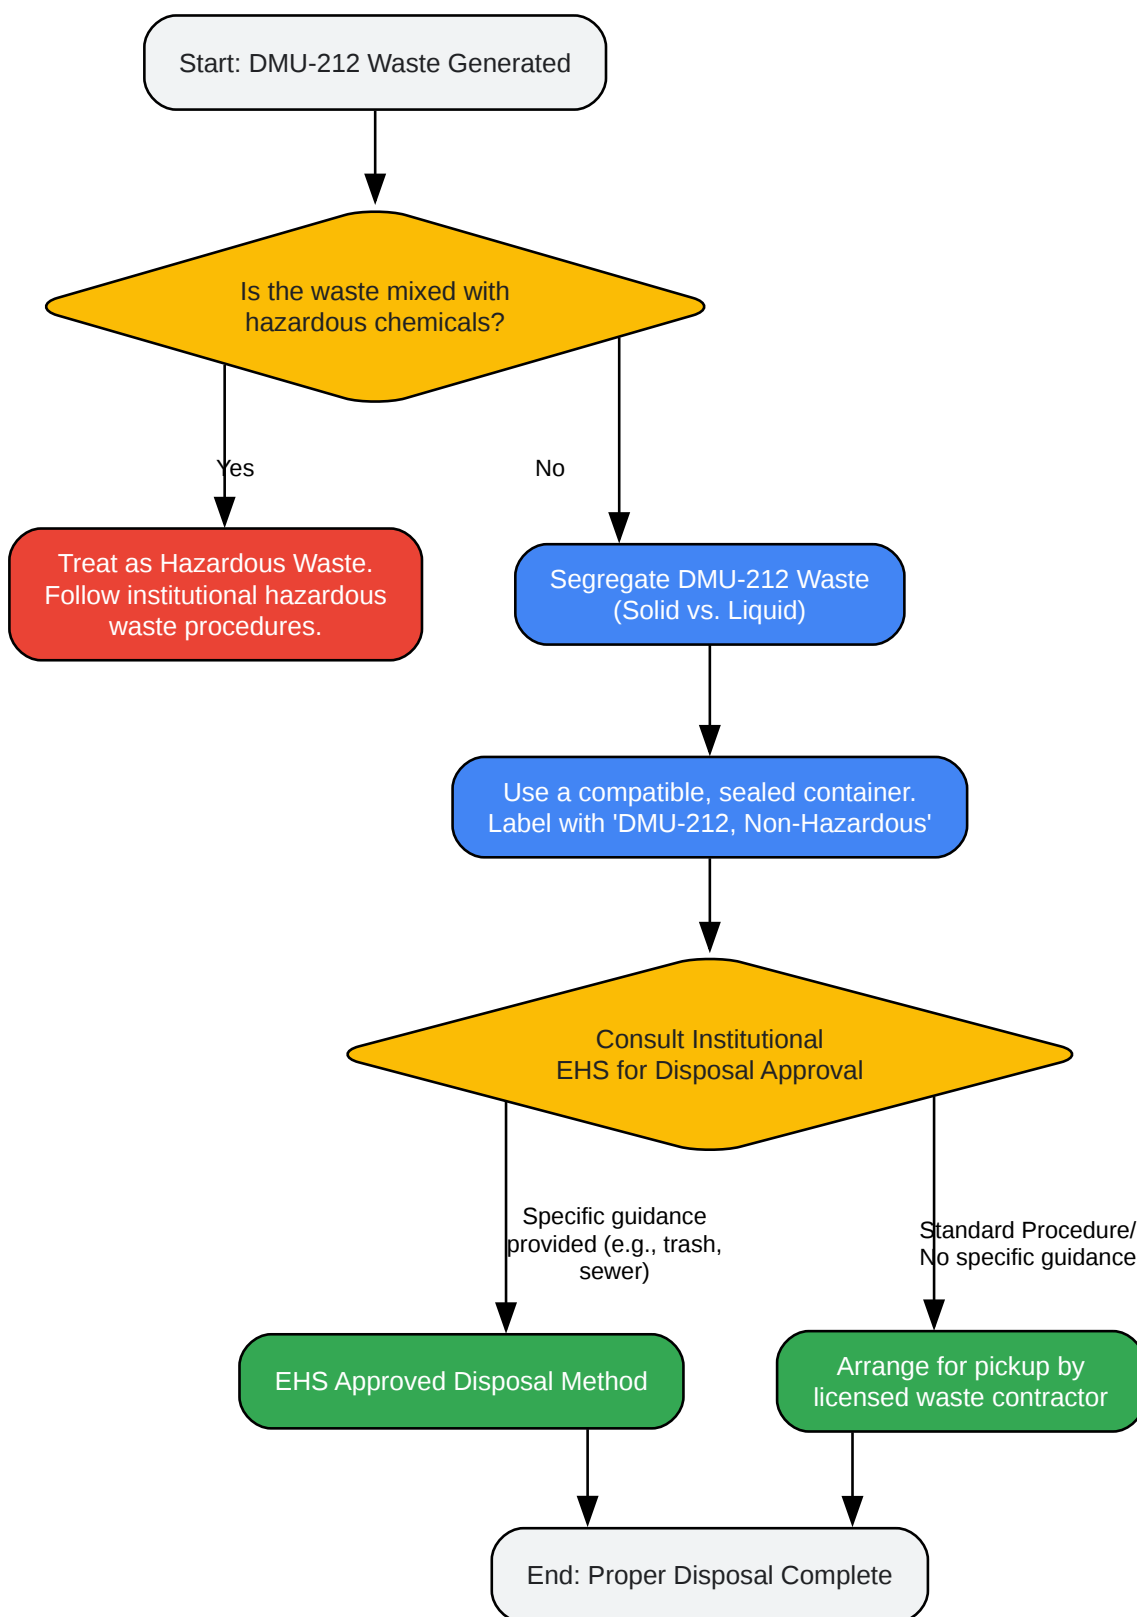 Start: DMU-212 Waste Generated
Is the waste mixed with
hazardous chemicals?
Yes
No
Treat as Hazardous Waste.
Follow institutional hazardous
waste procedures.
Segregate DMU-212 Waste
(Solid vs. Liquid)
Use a compatible, sealed container.
Label with 'DMU-212, Non-Hazardous'
Consult Institutional
EHS for Disposal Approval
Specific guidance
provided (e.g., trash,
sewer)
Standard Procedure/
No specific guidance
EHS Approved Disposal Method
Arrange for pickup by
licensed waste contractor
End: Proper Disposal Complete